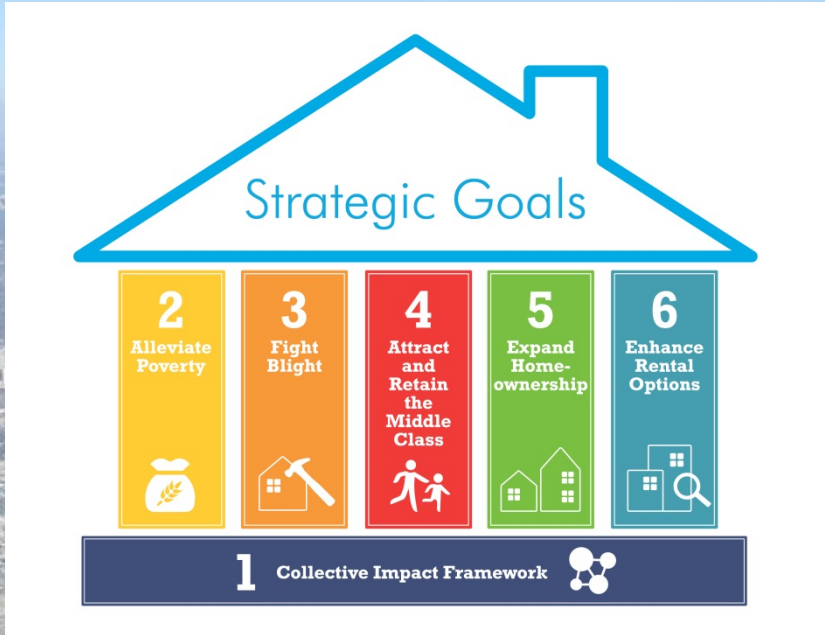 Strategic Goals
2
Alleviate
Poverty
3
Fight
Blight
4
Attract
and
Retain
the
Middle
Class
5
Expand
Home-
ownership
6
Enhance
Rental
Options
1 Collective Impact Framework